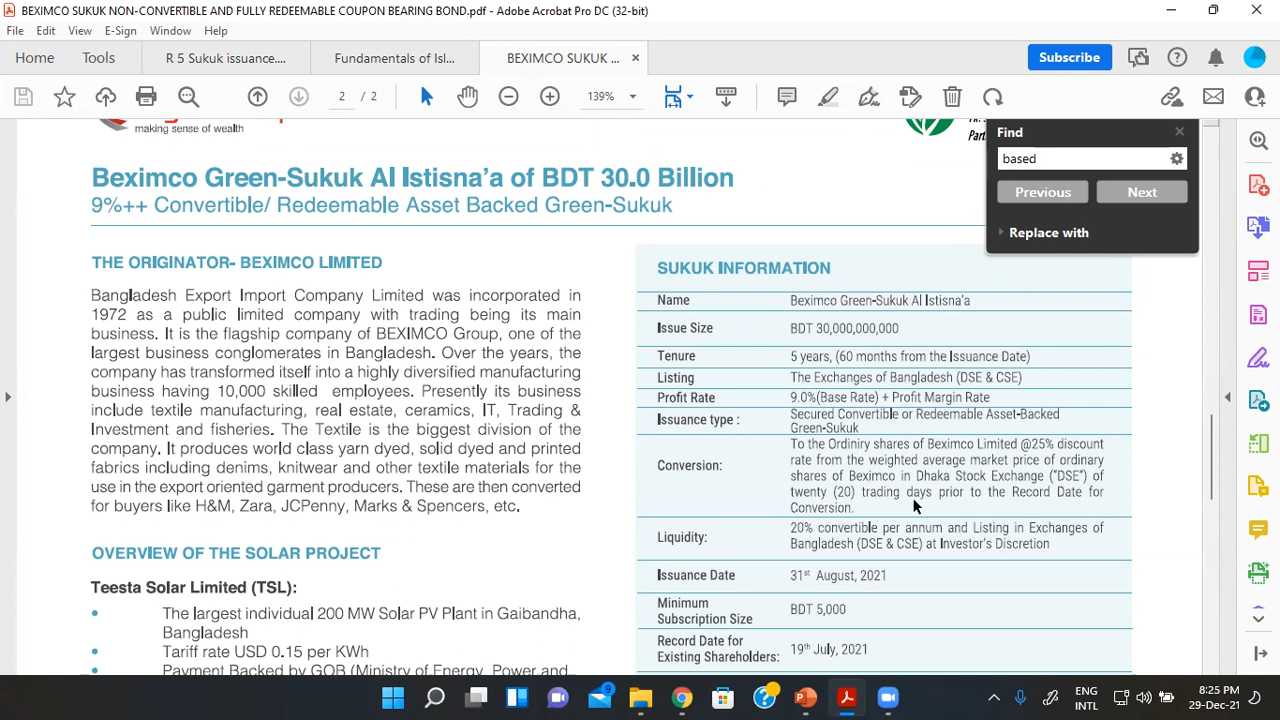 BEXIMCO SUKUK NON-CONVERTIBLE AND FULLY REDEEMABLE COUPON BEARING BOND.pdf - Adobe Acrobat Pro DC (32-bit)
File Edit View E-Sign Window Help
Home Tools R 5 Sukuk issuance.... Fundamentals of Isl... BEXIMCO SUKUK ... × Subscribe
2 / 2 139%
making sense of wealth
Find
based
Previous Next
Replace with
Beximco Green-Sukuk Al Istisna'a of BDT 30.0 Billion
9%++ Convertible/ Redeemable Asset Backed Green-Sukuk
THE ORIGINATOR- BEXIMCO LIMITED
Bangladesh Export Import Company Limited was incorporated in
1972 as a public limited company with trading being its main
business. It is the flagship company of BEXIMCO Group, one of the
largest business conglomerates in Bangladesh. Over the years, the
company has transformed itself into a highly diversified manufacturing
business having 10,000 skilled employees. Presently its business
include textile manufacturing, real estate, ceramics, IT, Trading &
Investment and fisheries. The Textile is the biggest division of the
company. It produces world class yarn dyed, solid dyed and printed
fabrics including denims, knitwear and other textile materials for the
use in the export oriented garment producers. These are then converted
for buyers like H&M, Zara, JCPenny, Marks & Spencers, etc.
OVERVIEW OF THE SOLAR PROJECT
Teesta Solar Limited (TSL):
• The largest individual 200 MW Solar PV Plant in Gaibandha,
Bangladesh
• Tariff rate USD 0.15 per KWh
• Payment Backed by GOB (Ministry of Energy, Power and
SUKUK INFORMATION
Name Beximco Green-Sukuk Al Istisna'a
Issue Size BDT 30,000,000,000
Tenure 5 years, (60 months from the Issuance Date)
Listing The Exchanges of Bangladesh (DSE & CSE)
Profit Rate 9.0%(Base Rate) + Profit Margin Rate
Issuance type : Secured Convertible or Redeemable Asset-Backed
Green-Sukuk
Conversion: To the Ordiniry shares of Beximco Limited @25% discount
rate from the weighted average market price of ordinary
shares of Beximco in Dhaka Stock Exchange ("DSE") of
twenty (20) trading days prior to the Record Date for
Conversion.
Liquidity: 20% convertible per annum and Listing in Exchanges of
Bangladesh (DSE & CSE) at Investor's Discretion
Issuance Date 31st August, 2021
Minimum
Subscription Size BDT 5,000
Record Date for
Existing Shareholders: 19th July, 2021
9
ENG
INTL
8:25 PM
29-Dec-21